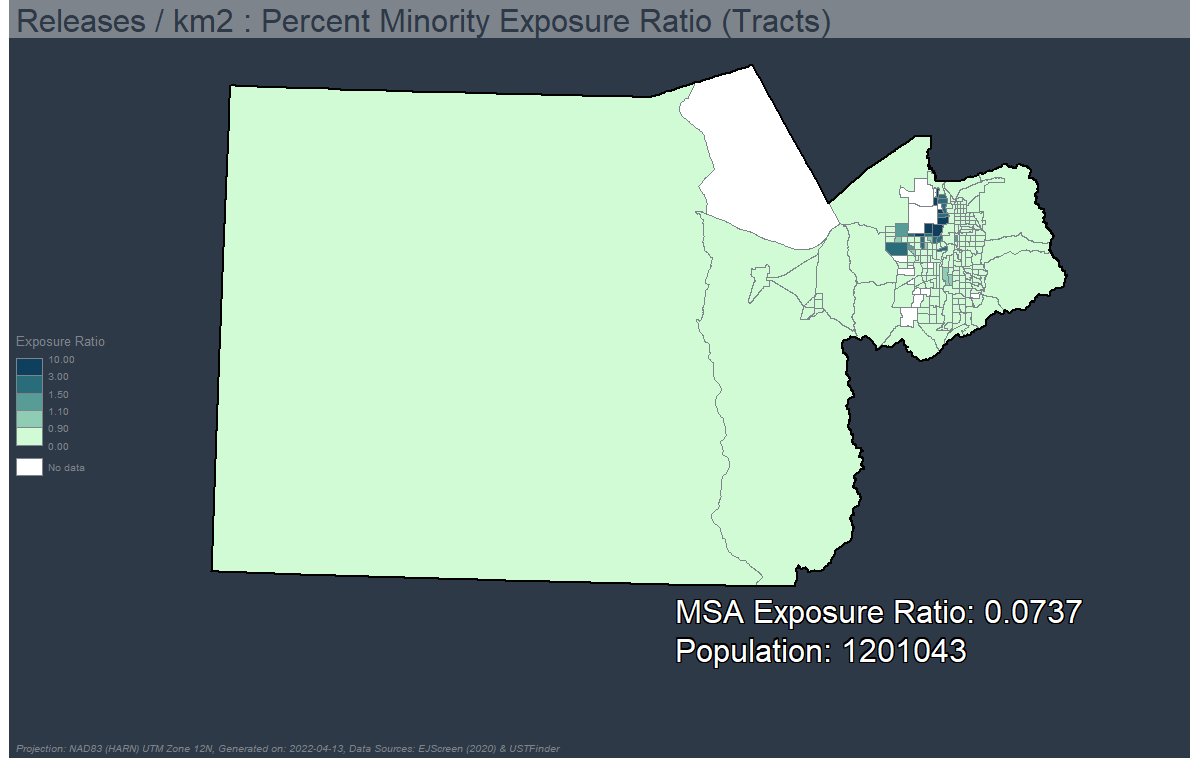 Releases / km2 : Percent Minority Exposure Ratio (Tracts)
Exposure Ratio
10.00
3.00
1.50
1.10
0.90
0.00
No data
MSA Exposure Ratio: 0.0737
Population: 1201043
Projection: NAD83 (HARN) UTM Zone 12N, Generated on: 2022-04-13, Data Sources: EJScreen (2020) & USTFinder